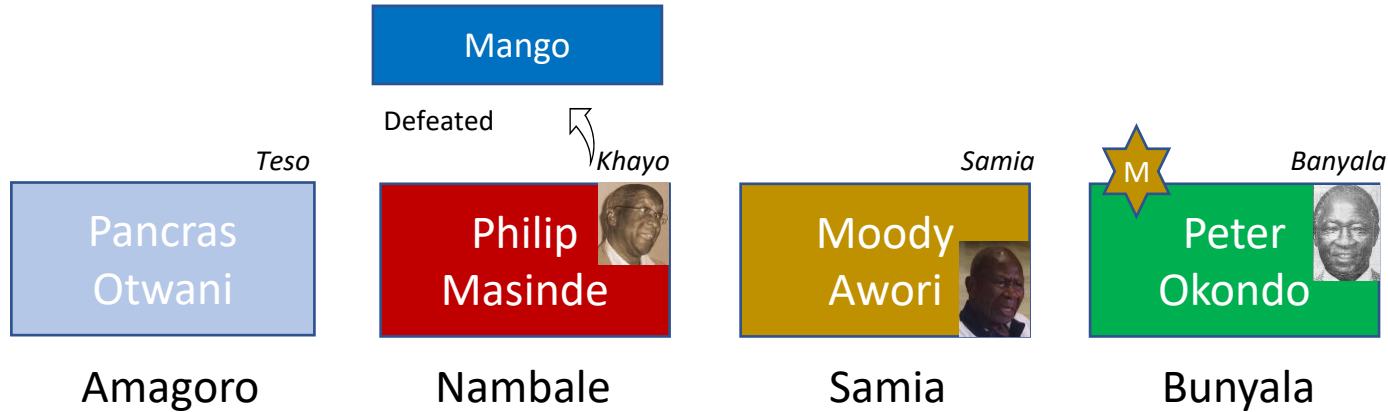 Mango
Defeated
Teso
Khayo
Samia
Banyala
M
Pancras
Otwani
Philip
Masinde
Moody
Awori
Peter
Okondo
Amagoro
Nambale
Samia
Bunyala